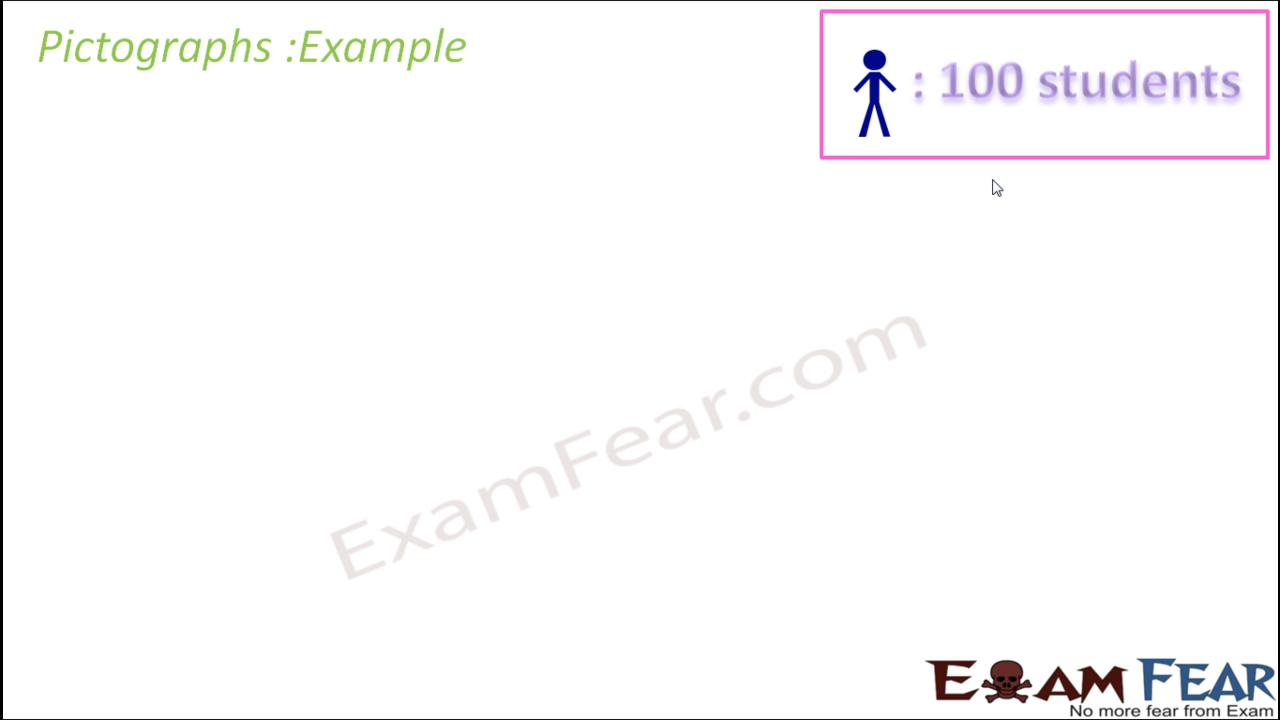 Pictographs :Example
: 100 students
ExamFear.com
EXAM FEAR
No more fear from Exam